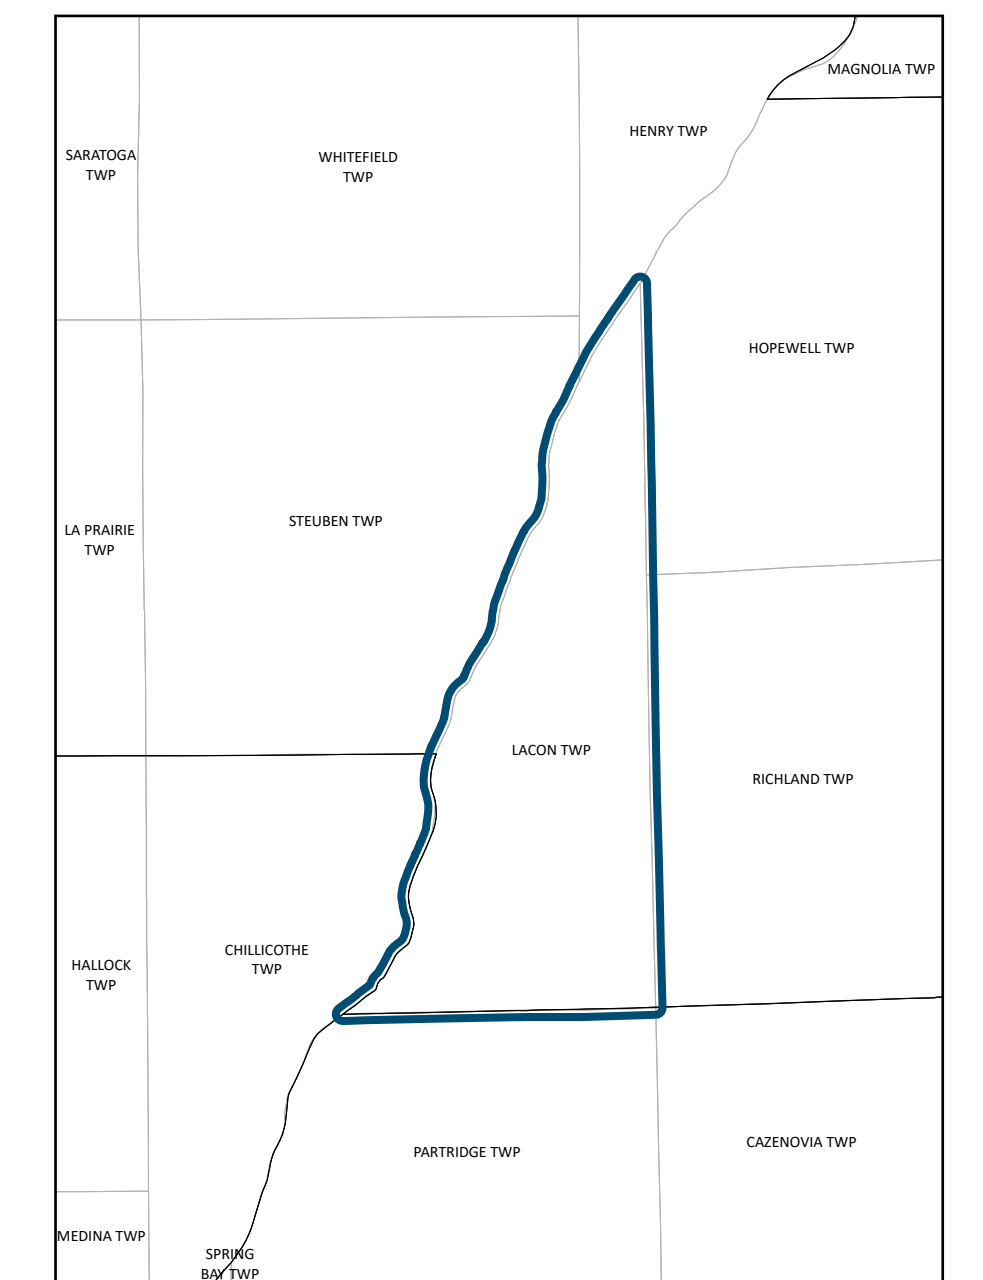 MAGNOLIA TWP
HENRY TWP
SARATOGA
TWP
WHITEFIELD
TWP
HOPEWELL TWP
STEUBEN TWP
LA PRAIRIE
TWP
LACON TWP
RICHLAND TWP
CHILLICOTHE
TWP
HALLOCK
TWP
CAZENOVIA TWP
PARTRIDGE TWP
MEDINA TWP
SPRING
BAY TWP